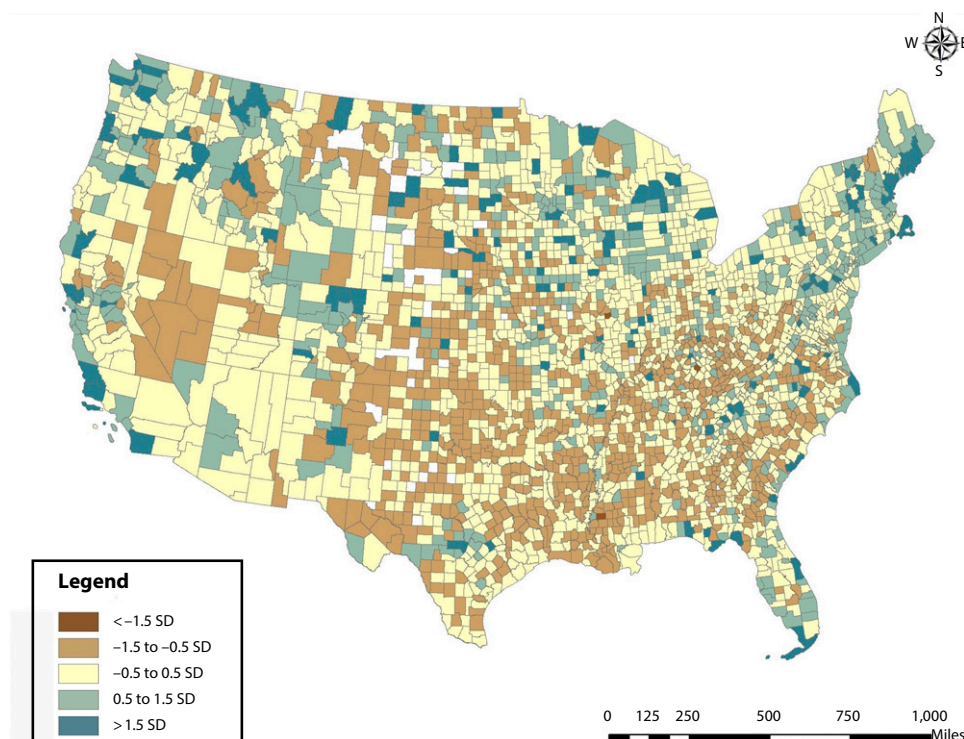 N
W E
S
Legend
< –1.5 SD
–1.5 to –0.5 SD
–0.5 to 0.5 SD
0.5 to 1.5 SD
> 1.5 SD
0 125 250 500 750 1,000
Miles